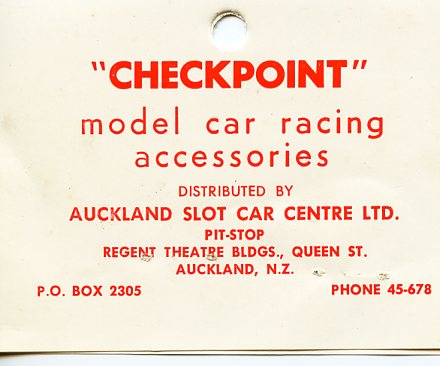 "CHECKPOINT"
model car racing
accessories
DISTRIBUTED BY
AUCKLAND SLOT CAR CENTRE LTD.
PIT-STOP
REGENT THEATRE BLDGS., QUEEN ST.
AUCKLAND, N.Z.
P.O. BOX 2305 PHONE 45-678